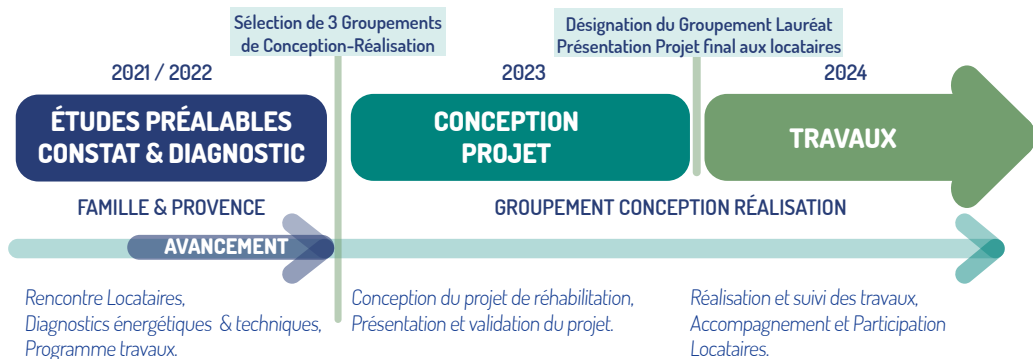 Sélection de 3 Groupements
de Conception-Réalisation
Désignation du Groupement Lauréat
Présentation Projet final aux locataires
2021 / 2022
2023
2024
ÉTUDES PRÉALABLES
CONSTAT & DIAGNOSTIC
CONCEPTION
PROJET
TRAVAUX
FAMILLE & PROVENCE
GROUPEMENT CONCEPTION RÉALISATION
AVANCEMENT
Rencontre Locataires,
Diagnostics énergétiques & techniques,
Programme travaux.
Conception du projet de réhabilitation,
Présentation et validation du projet.
Réalisation et suivi des travaux,
Accompagnement et Participation
Locataires.